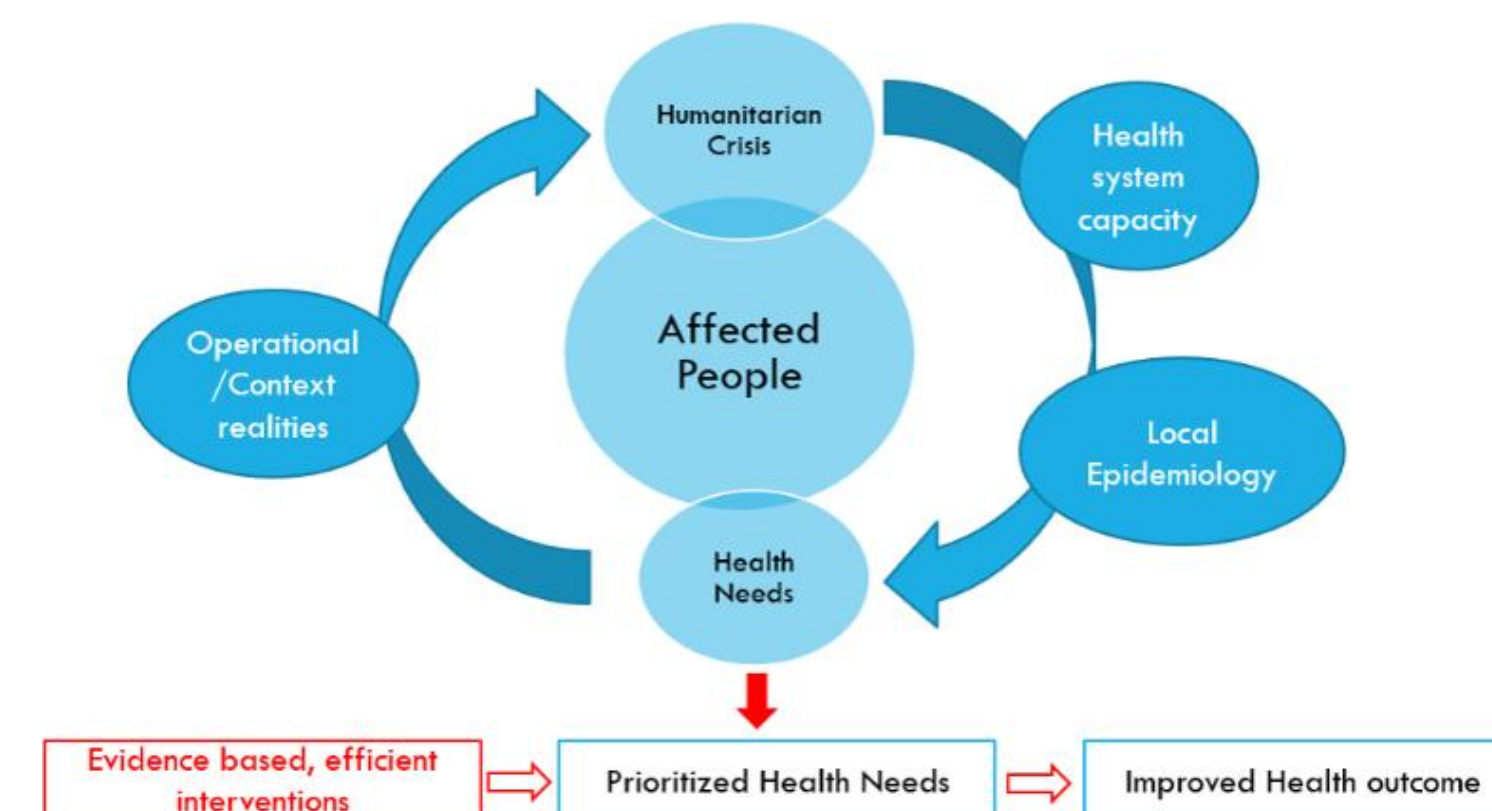 Humanitarian
Crisis
Health
system
capacity
Affected
People
Operational
/Context
realities
Local
Epidemiology
Health
Needs
Evidence based, efficient
interventions
Prioritized Health Needs
Improved Health outcome